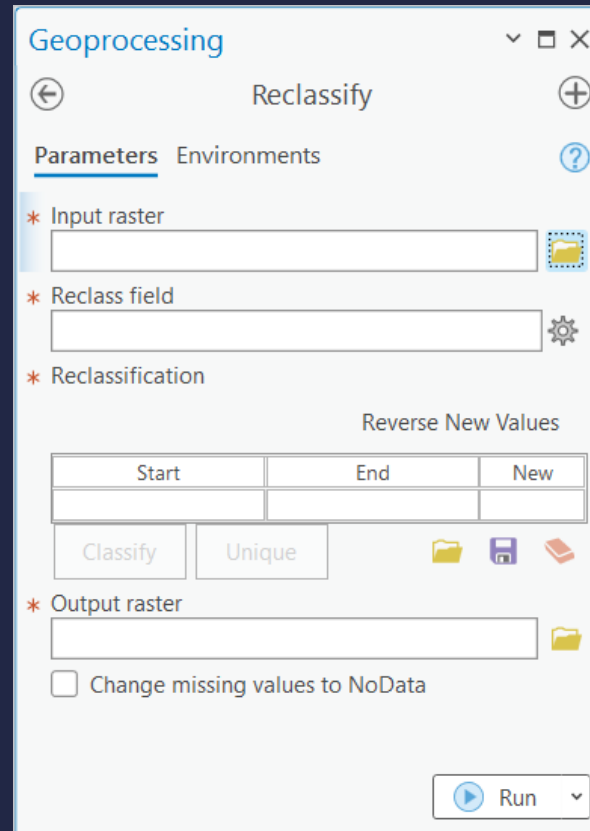 Geoprocessing
Reclassify
Parameters Environments
* Input raster
* Reclass field
* Reclassification
Reverse New Values
Start End New
Classify Unique
* Output raster
Change missing values to NoData
Run